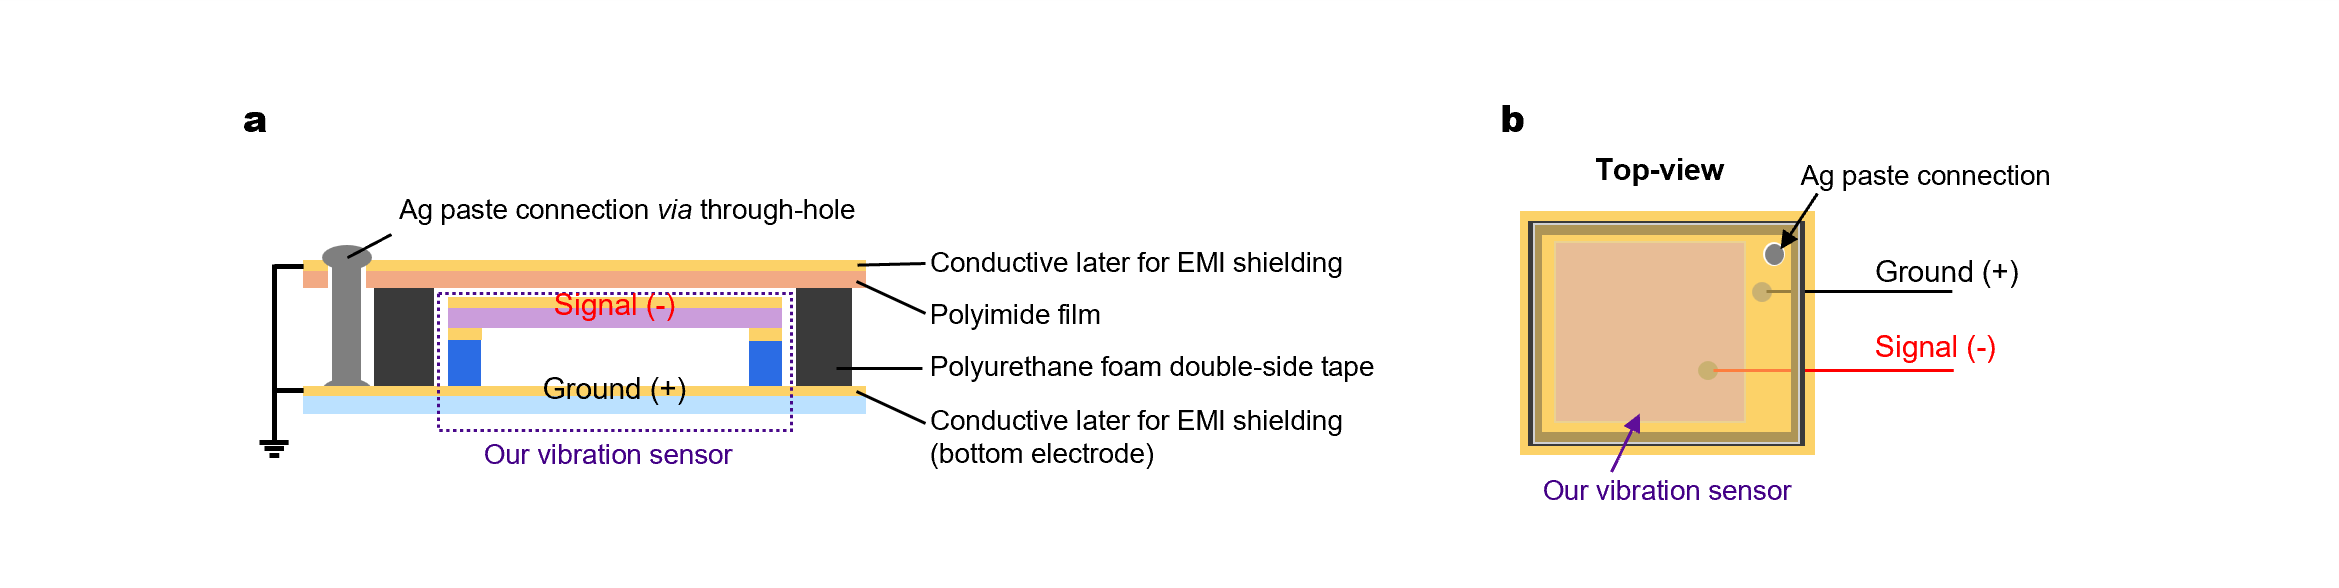 a
Ag paste connection via through-hole
Conductive later for EMI shielding
Signal (-)
Polyimide film
Polyurethane foam double-side tape
Ground (+)
Conductive later for EMI shielding
(bottom electrode)
Our vibration sensor
b
Top-view
Ag paste connection
Ground (+)
Signal (-)
Our vibration sensor